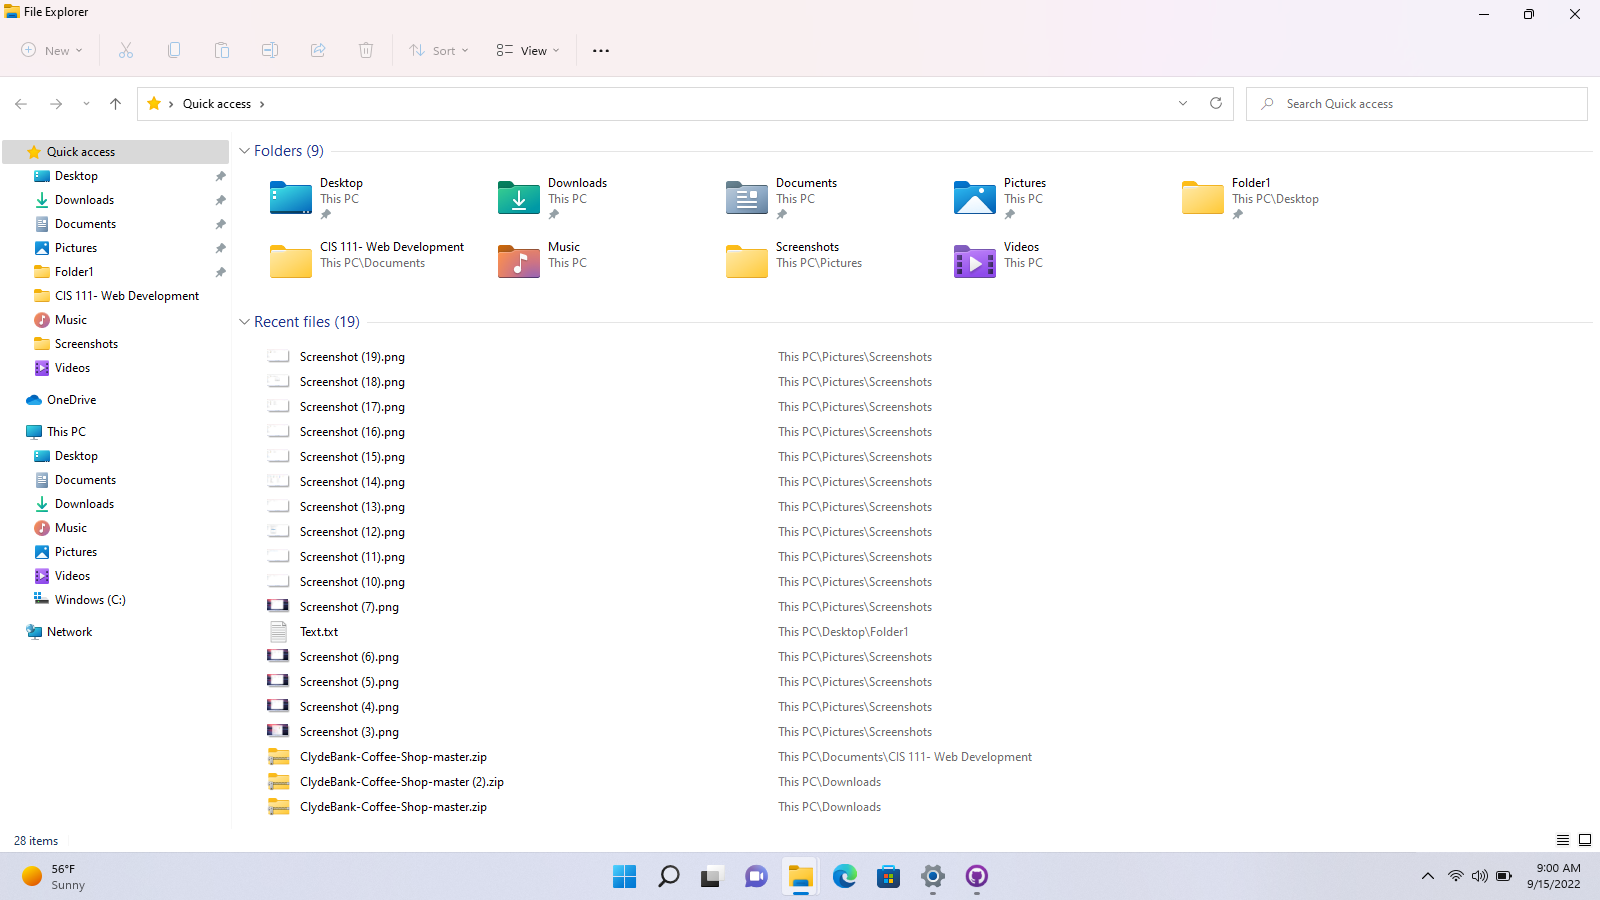 File Explorer
New
Sort
View
Quick access
Search Quick access
Quick access
Desktop
Downloads
Documents
Pictures
Folder1
CIS 111- Web Development
Music
Screenshots
Videos
OneDrive
This PC
Desktop
Documents
Downloads
Music
Pictures
Videos
Windows (C:)
Network
Folders (9)
Desktop
This PC
Downloads
This PC
Documents
This PC
Pictures
This PC
Folder1
This PC\Desktop
CIS 111- Web Development
This PC\Documents
Music
This PC
Screenshots
This PC\Pictures
Videos
This PC
Recent files (19)
Screenshot (19).png This PC\Pictures\Screenshots
Screenshot (18).png This PC\Pictures\Screenshots
Screenshot (17).png This PC\Pictures\Screenshots
Screenshot (16).png This PC\Pictures\Screenshots
Screenshot (15).png This PC\Pictures\Screenshots
Screenshot (14).png This PC\Pictures\Screenshots
Screenshot (13).png This PC\Pictures\Screenshots
Screenshot (12).png This PC\Pictures\Screenshots
Screenshot (11).png This PC\Pictures\Screenshots
Screenshot (10).png This PC\Pictures\Screenshots
Screenshot (7).png This PC\Pictures\Screenshots
Text.txt This PC\Desktop\Folder1
Screenshot (6).png This PC\Pictures\Screenshots
Screenshot (5).png This PC\Pictures\Screenshots
Screenshot (4).png This PC\Pictures\Screenshots
Screenshot (3).png This PC\Pictures\Screenshots
ClydeBank-Coffee-Shop-master.zip This PC\Documents\CIS 111- Web Development
ClydeBank-Coffee-Shop-master (2).zip This PC\Downloads
ClydeBank-Coffee-Shop-master.zip This PC\Downloads
28 items
56°F
Sunny
9:00 AM
9/15/2022